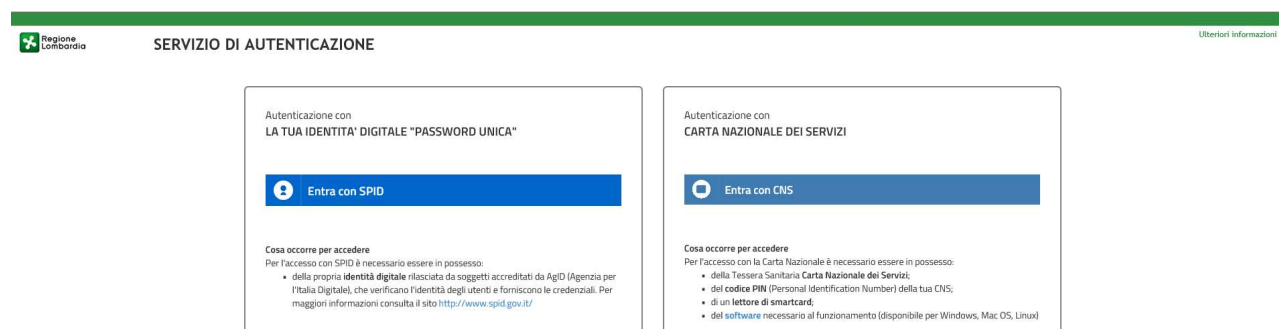 Regione
Lombardia
SERVIZIO DI AUTENTICAZIONE
Ulteriori informazioni
Autenticazione con
LA TUA IDENTITA' DIGITALE "PASSWORD UNICA"
Entra con SPID
Cosa occorre per accedere
Per l'accesso con SPID è necessario essere in possesso:
• della propria identità digitale rilasciata da soggetti accreditati da AgID (Agenzia per
l'Italia Digitale), che verificano l'identità degli utenti e forniscono le credenziali. Per
maggiori informazioni consulta il sito http://www.spid.gov.it/
Autenticazione con
CARTA NAZIONALE DEI SERVIZI
Entra con CNS
Cosa occorre per accedere
Per l'accesso con la Carta Nazionale è necessario essere in possesso:
• della Tessera Sanitaria Carta Nazionale dei Servizi;
• del codice PIN (Personal Identification Number) della tua CNS;
• di un lettore di smartcard;
• del software necessario al funzionamento (disponibile per Windows, Mac OS, Linux)